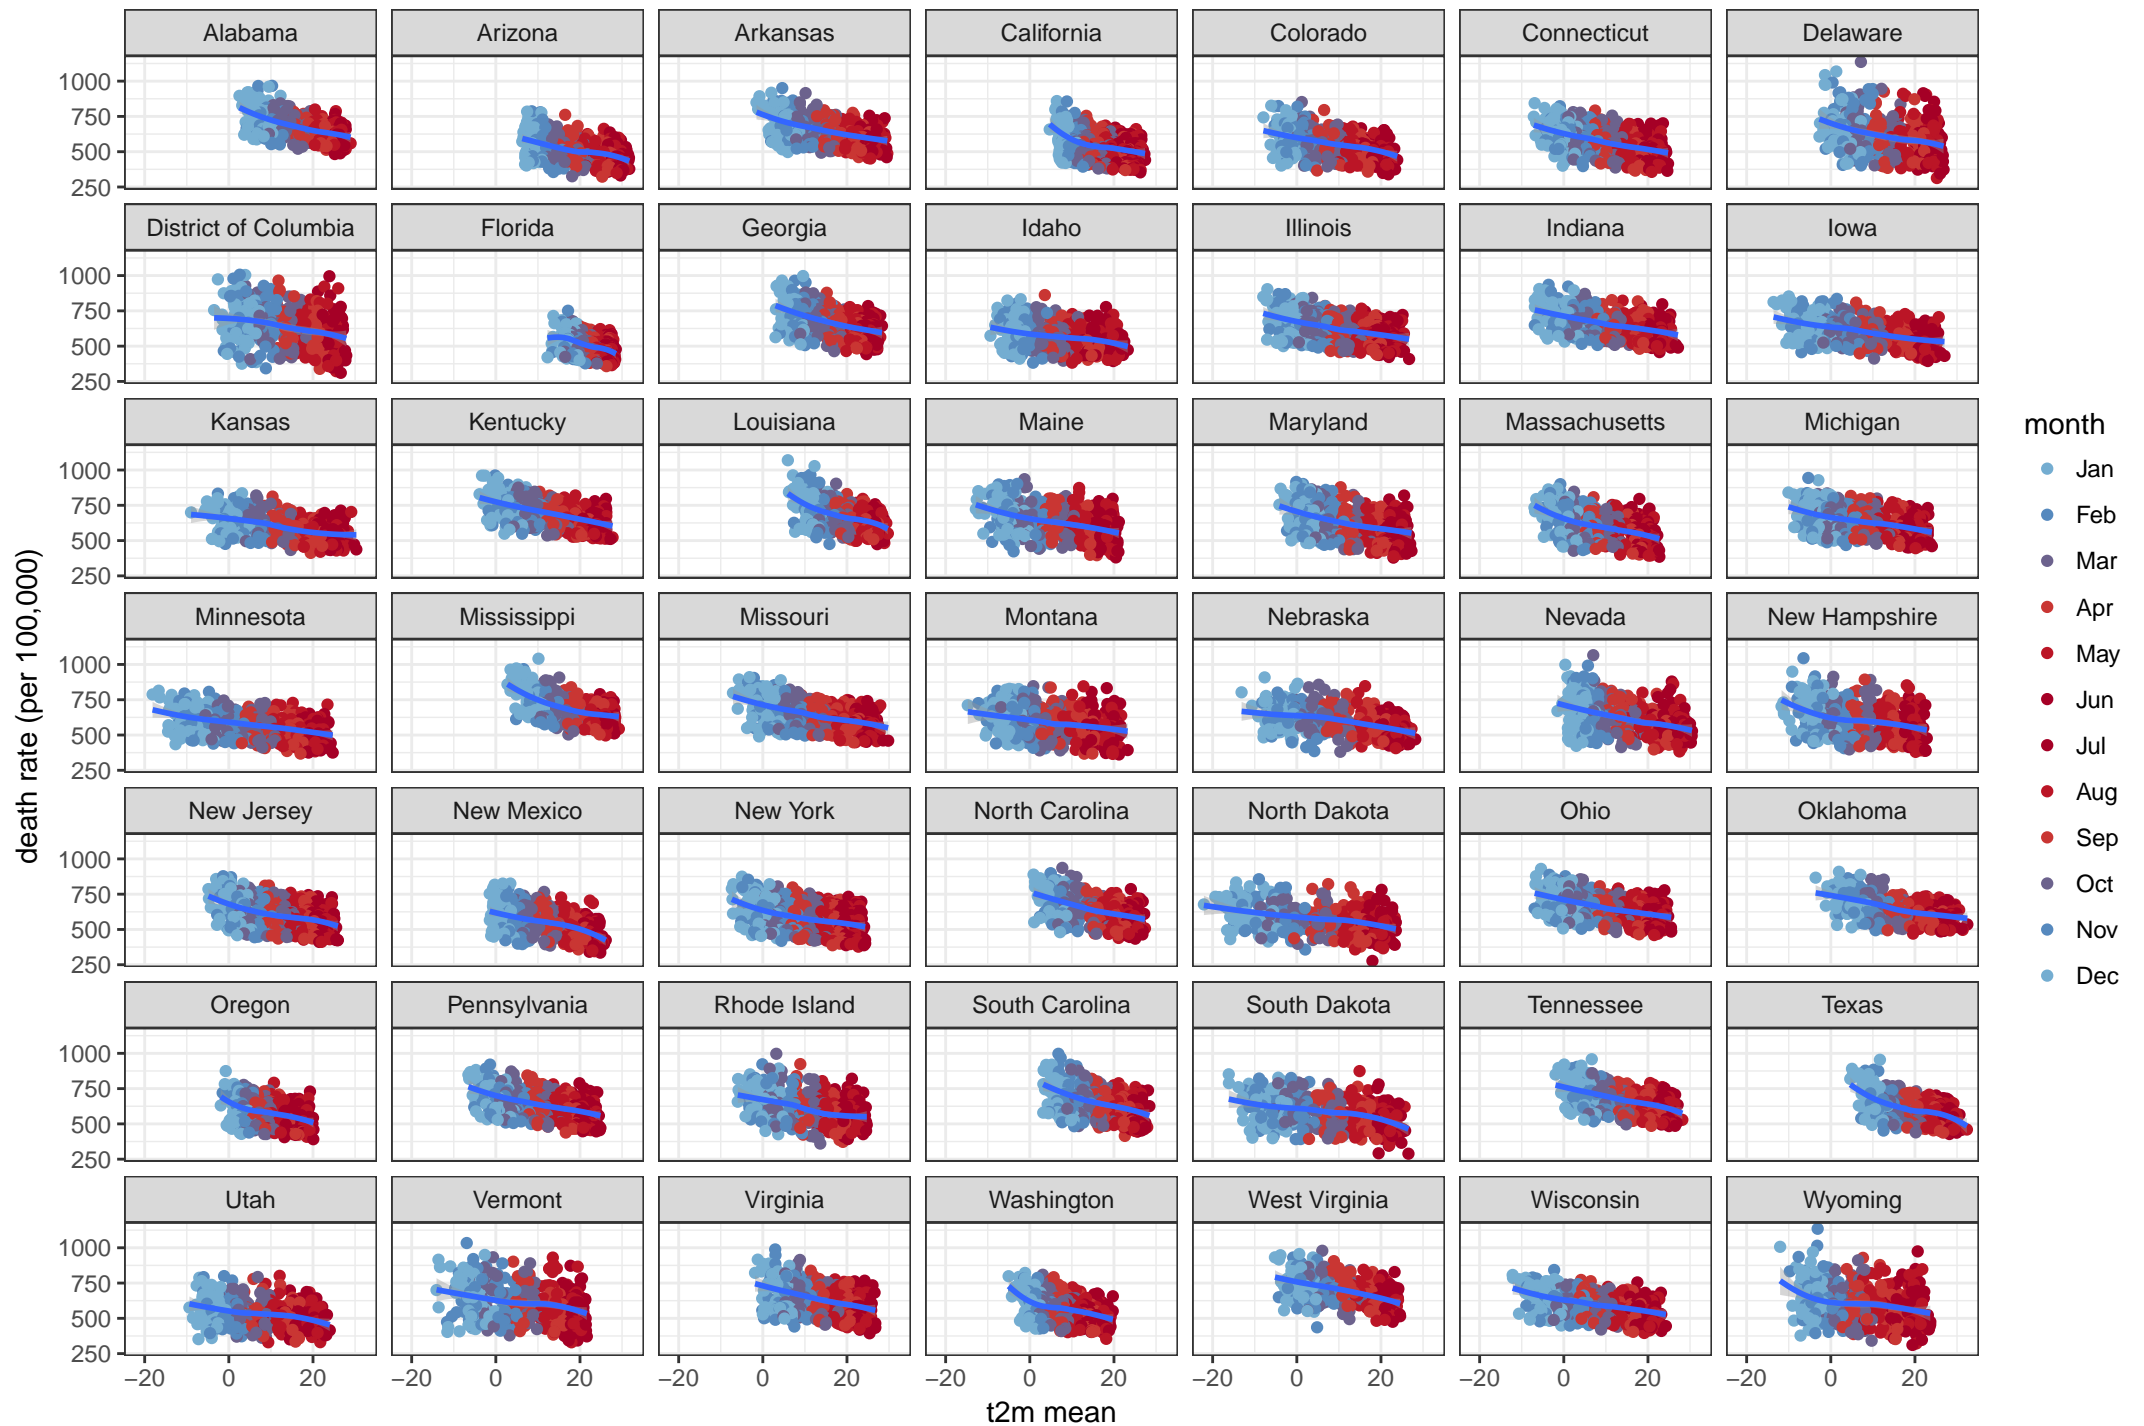 Alabama Arizona Arkansas California Colorado Connecticut Delaware
1000
750
500
250
District of Columbia Florida Georgia Idaho Illinois Indiana Iowa
1000
750
500
250
Kansas Kentucky Louisiana Maine Maryland Massachusetts Michigan
1000
750
500
250
Minnesota Mississippi Missouri Montana Nebraska Nevada New Hampshire
1000
750
500
250
New Jersey New Mexico New York North Carolina North Dakota Ohio Oklahoma
1000
750
500
250
Oregon Pennsylvania Rhode Island South Carolina South Dakota Tennessee Texas
1000
750
500
250
Utah Vermont Virginia Washington West Virginia Wisconsin Wyoming
1000
750
500
250
−20 0 20 −20 0 20 −20 0 20 −20 0 20 −20 0 20 −20 0 20 −20 0 20
t2m mean
death rate (per 100,000)
month
Jan
Feb
Mar
Apr
May
Jun
Jul
Aug
Sep
Oct
Nov
Dec